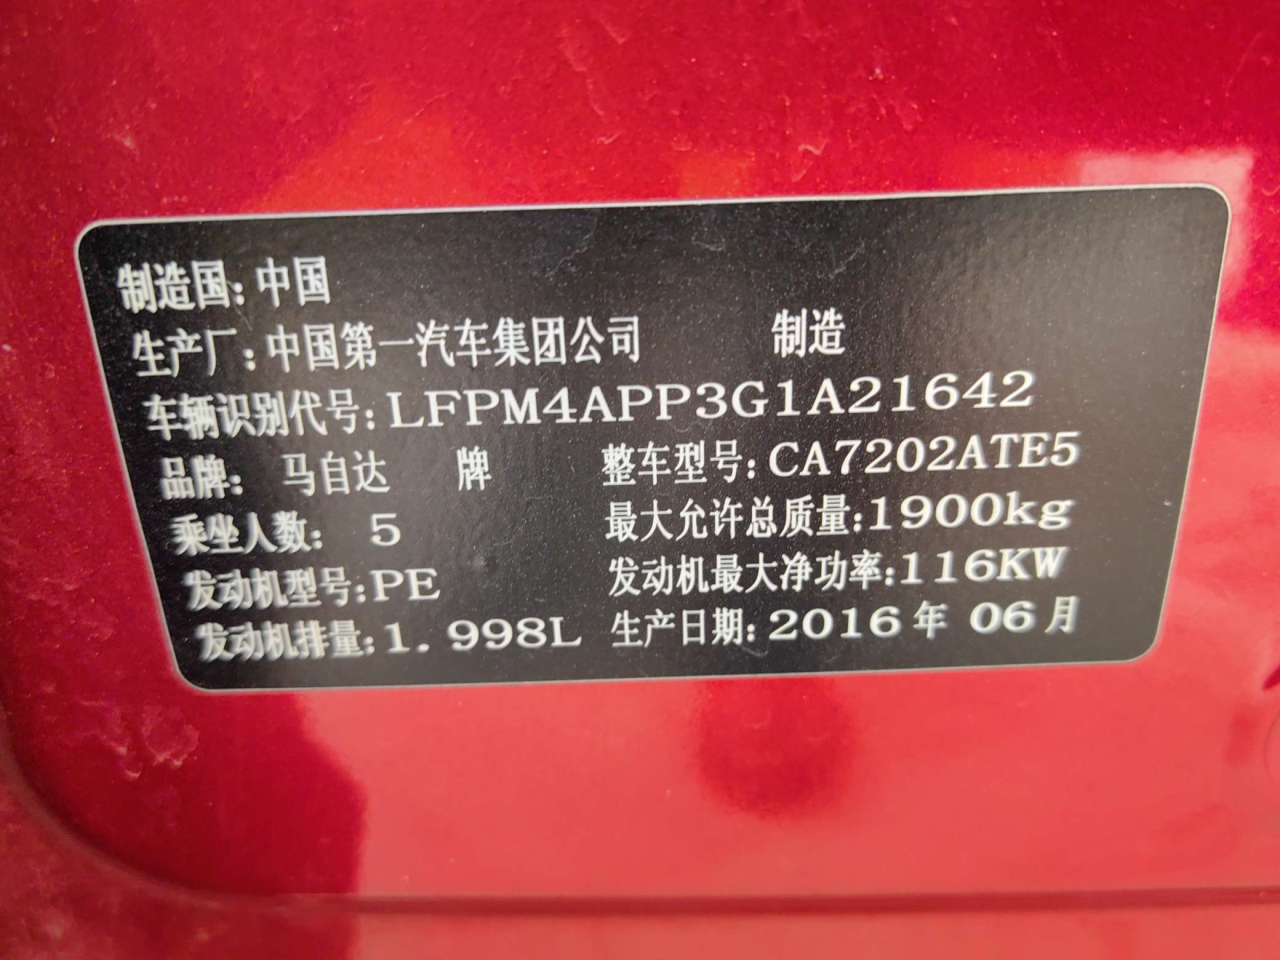 制造国:中国
生产厂:中国第一汽车集团公司 制造
车辆识别代号:LFPM4APP3G1A21642
品牌: 马自达 牌 整车型号:CA7202ATE5
乘坐人数: 5 最大允许总质量:1900kg
发动机型号:PE 发动机最大净功率:116KW
发动机排量:1.998L 生产日期:2016年 06月